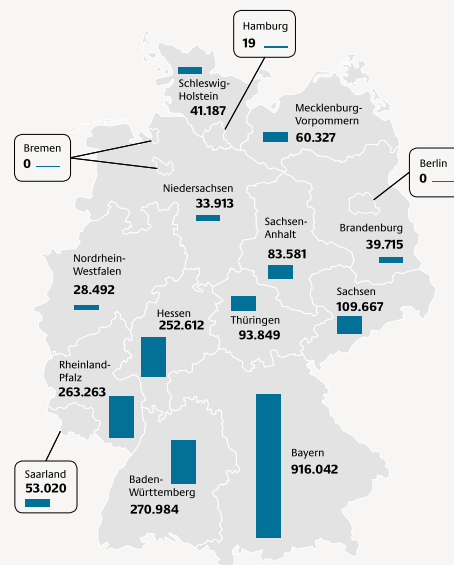 Hamburg
19
Schleswig-
Holstein
41.187
Mecklenburg-
Vorpommern
60.327
Bremen
0
Berlin
0
Niedersachsen
33.913
Sachsen-
Anhalt
83.581
Brandenburg
39.715
Nordrhein-
Westfalen
28.492
Sachsen
109.667
Hessen
252.612
Thüringen
93.849
Rheinland-
Pfalz
263.263
Bayern
916.042
Saarland
53.020
Baden-
Württemberg
270.984